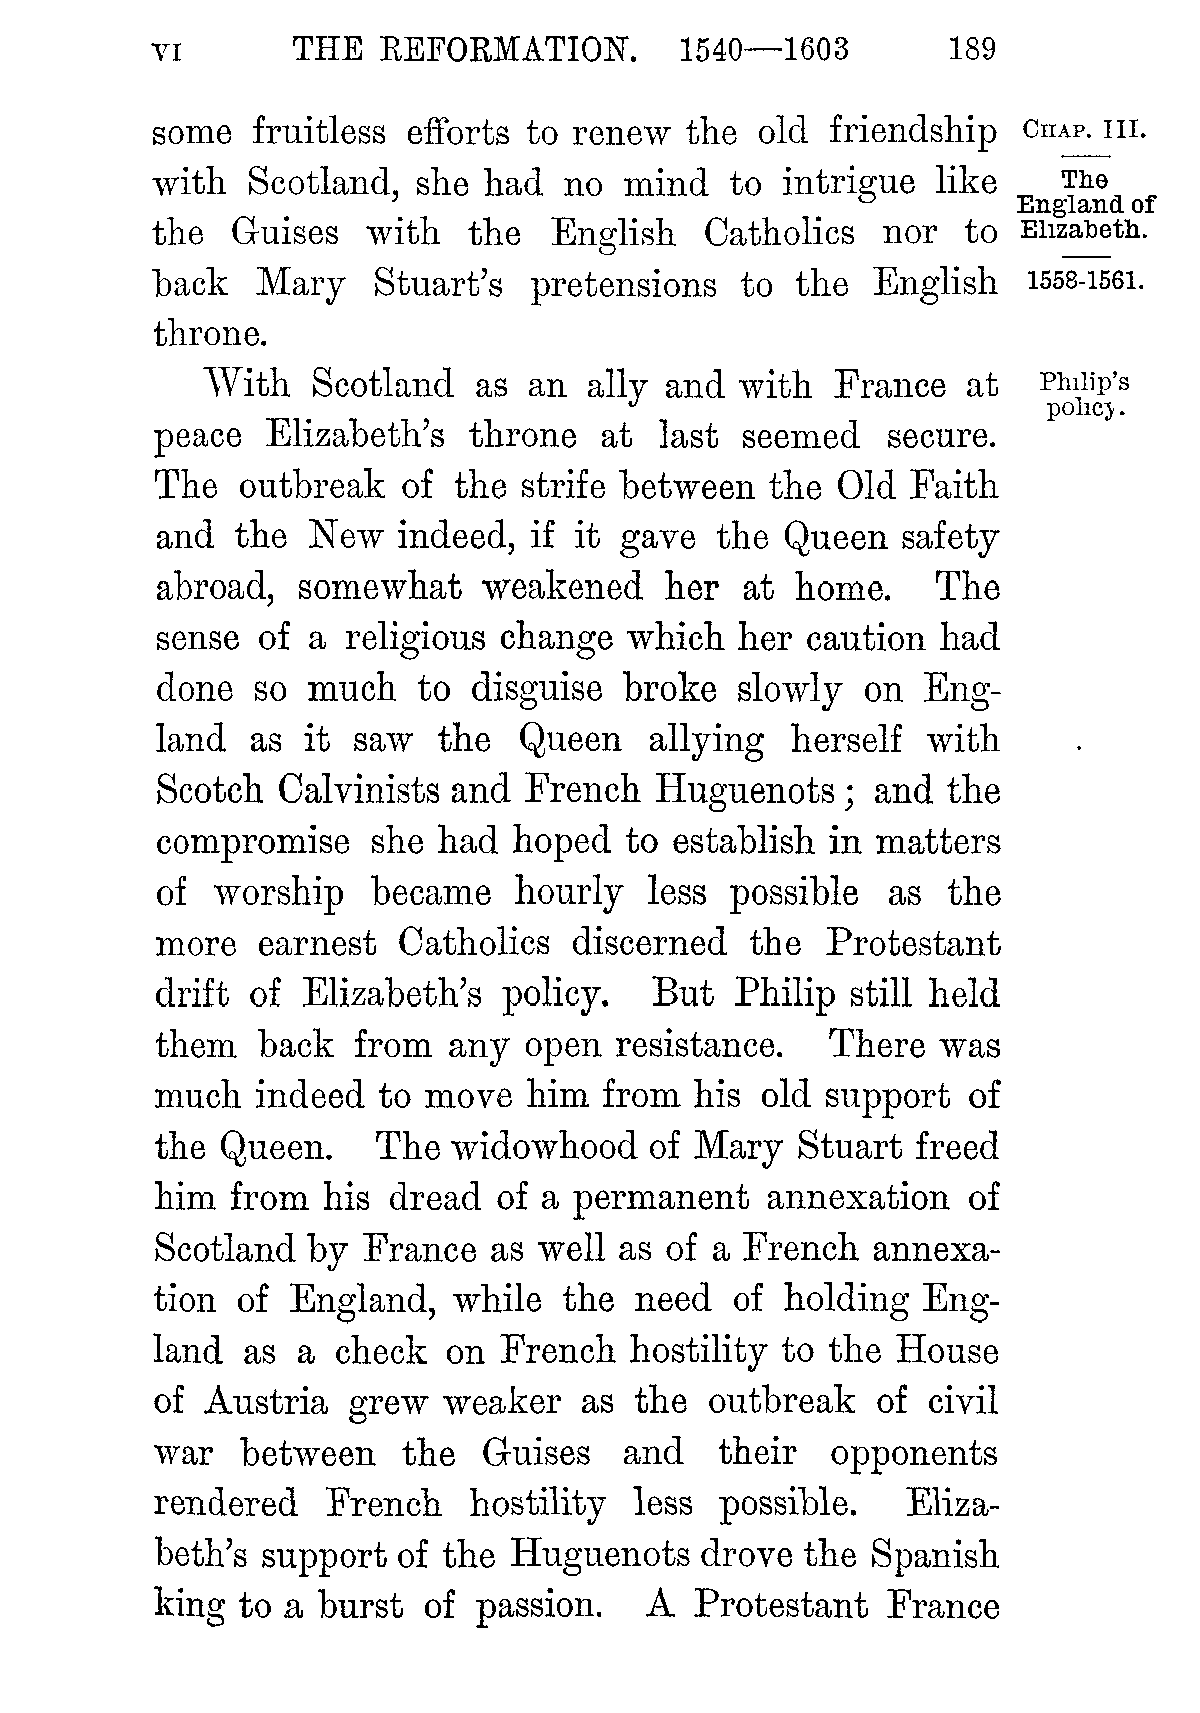 VI THE REFORMATION. 1540—1603 189
some fruitless efforts to renew the old friendship
with Scotland, she had no mind to intrigue like
the Guises with the English Catholics nor to
back Mary Stuart's pretensions to the English
throne.
CHAP. III.
The
England of
Elizabeth.
1558-1561.
With Scotland as an ally and with France at
peace Elizabeth's throne at last seemed secure.
The outbreak of the strife between the Old Faith
and the New indeed, if it gave the Queen safety
abroad, somewhat weakened her at home. The
sense of a religious change which her caution had
done so much to disguise broke slowly on Eng-
land as it saw the Queen allying herself with
Scotch Calvinists and French Huguenots; and the
compromise she had hoped to establish in matters
of worship became hourly less possible as the
more earnest Catholics discerned the Protestant
drift of Elizabeth's policy. But Philip still held
them back from any open resistance. There was
much indeed to move him from his old support of
the Queen. The widowhood of Mary Stuart freed
him from his dread of a permanent annexation of
Scotland by France as well as of a French annexa-
tion of England, while the need of holding Eng-
land as a check on French hostility to the House
of Austria grew weaker as the outbreak of civil
war between the Guises and their opponents
rendered French hostility less possible. Eliza-
beth's support of the Huguenots drove the Spanish
king to a burst of passion. A Protestant France
Philip's
policy.